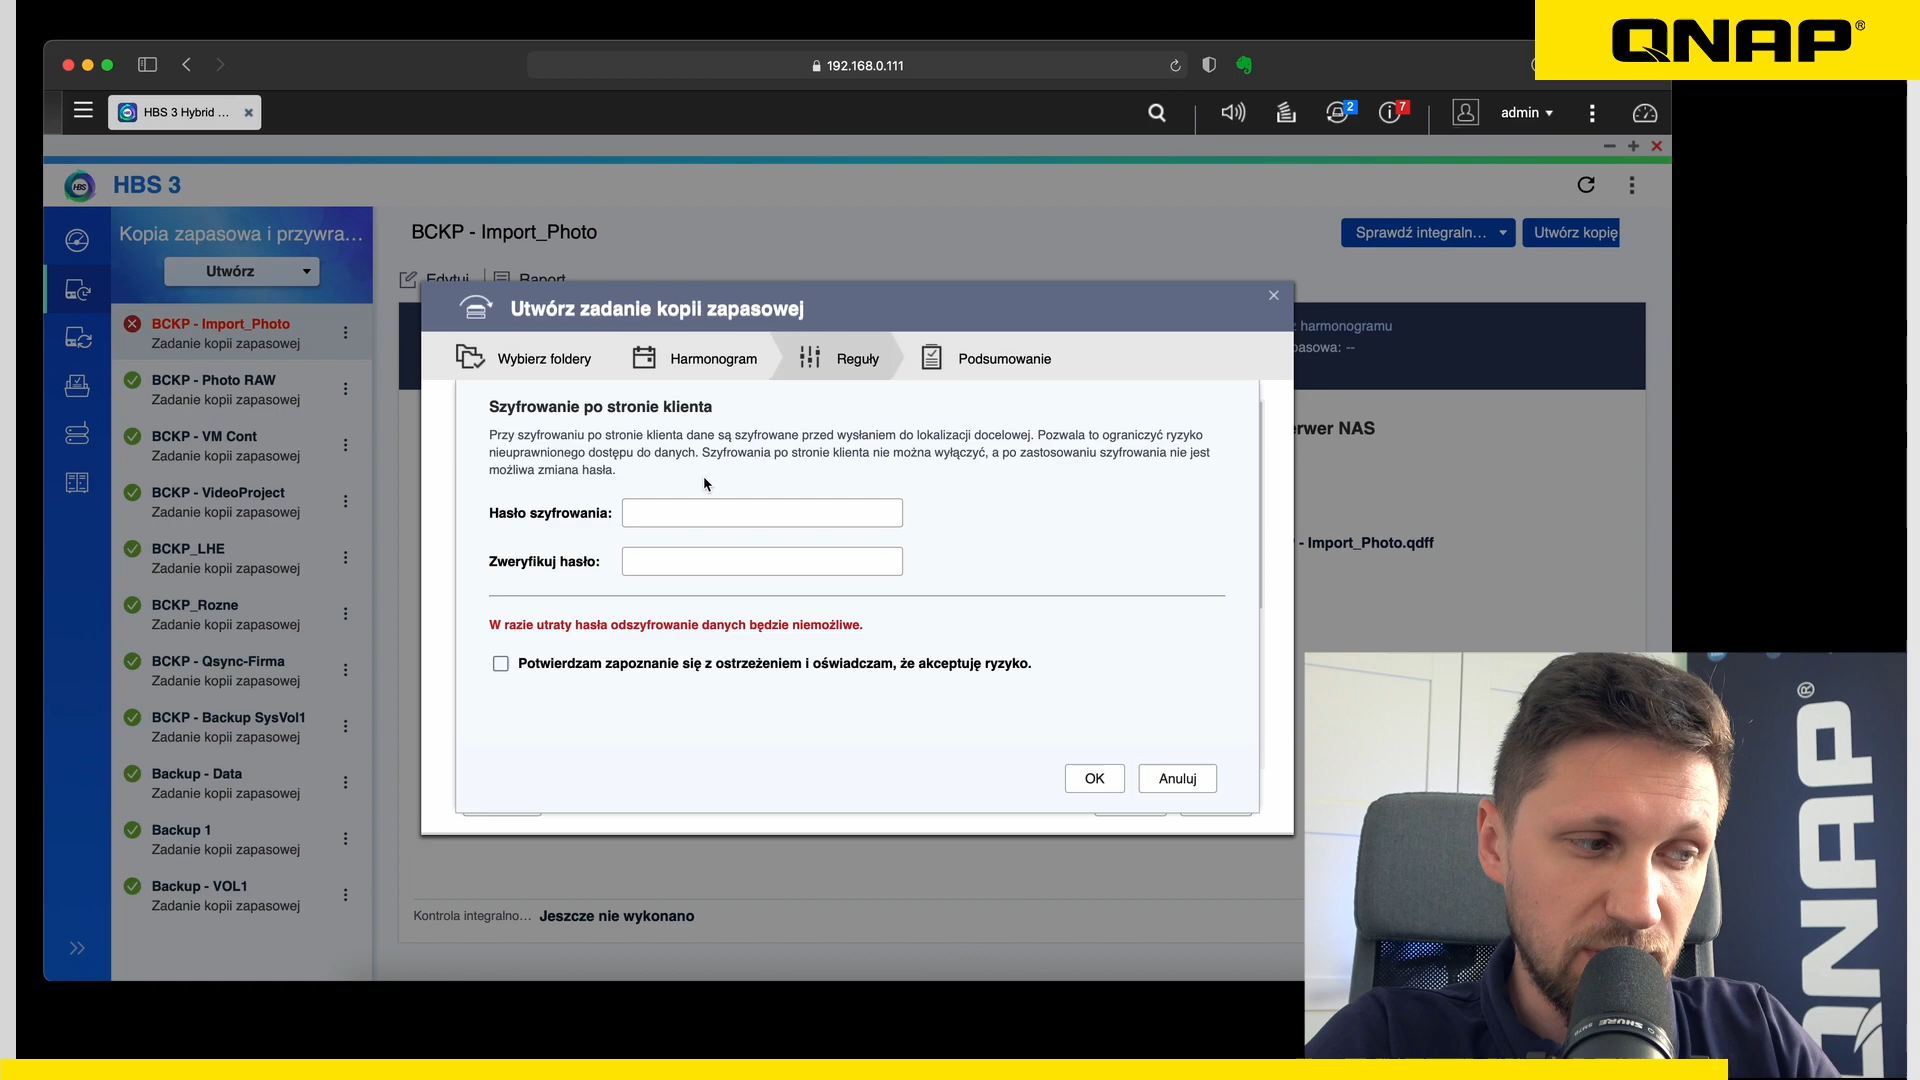 QNAP®
192.168.0.111
HBS 3 Hybrid ...
2
7
admin
HBS 3
Kopia zapasowa i przywra...
Utwórz
BCKP - Import_Photo
Zadanie kopii zapasowej
BCKP - Photo RAW
Zadanie kopii zapasowej
BCKP - VM Cont
Zadanie kopii zapasowej
BCKP - VideoProject
Zadanie kopii zapasowej
BCKP_LHE
Zadanie kopii zapasowej
BCKP_Rozne
Zadanie kopii zapasowej
BCKP - Qsync-Firma
Zadanie kopii zapasowej
BCKP - Backup SysVol1
Zadanie kopii zapasowej
Backup - Data
Zadanie kopii zapasowej
Backup 1
Zadanie kopii zapasowej
Backup - VOL1
Zadanie kopii zapasowej
BCKP - Import_Photo
Sprawdź integraln...
Utwórz kopię
Edytuj
Raport
harmonogramu
pasowa: --
erwer NAS
- Import_Photo.qdff
Utwórz zadanie kopii zapasowej
Wybierz foldery
Harmonogram
Reguły
Podsumowanie
Szyfrowanie po stronie klienta
Przy szyfrowaniu po stronie klienta dane są szyfrowane przed wysłaniem do lokalizacji docelowej. Pozwala to ograniczyć ryzyko
nieuprawnionego dostępu do danych. Szyfrowania po stronie klienta nie można wyłączyć, a po zastosowaniu szyfrowania nie jest
możliwa zmiana hasła.
Hasło szyfrowania:
Zweryfikuj hasło:
W razie utraty hasła odszyfrowanie danych będzie niemożliwe.
Potwierdzam zapoznanie się z ostrzeżeniem i oświadczam, że akceptuję ryzyko.
OK
Anuluj
Kontrola integralno... Jeszcze nie wykonano
QNAP®
QNAP
SHURE